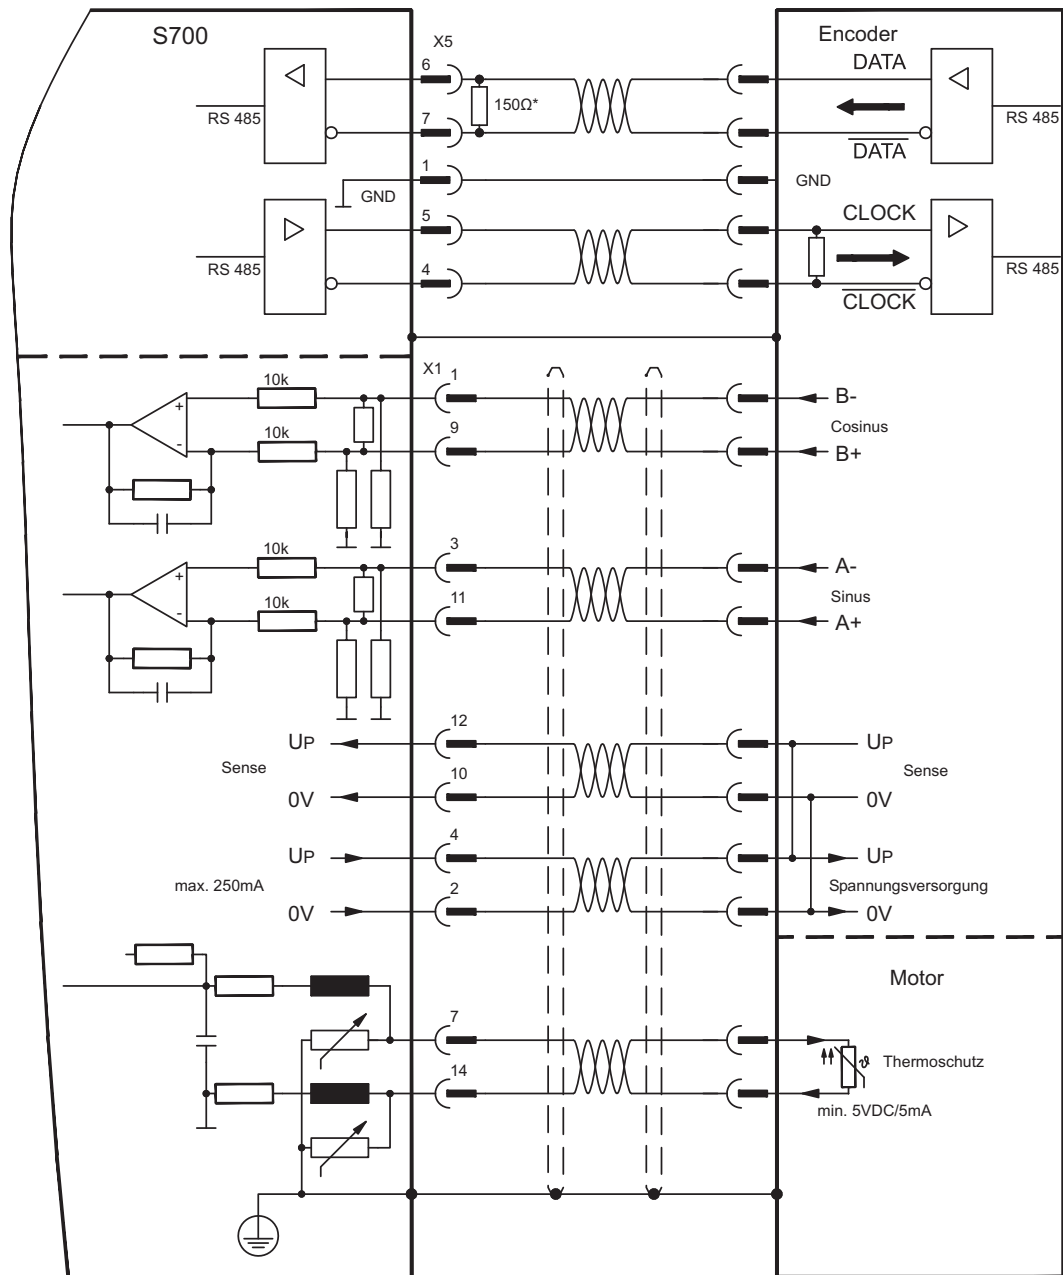 S700
X5
Encoder
6
DATA
150Ω*
RS 485
7
RS 485
DATA
1
GND
GND
5
CLOCK
RS 485
4
RS 485
CLOCK
X1
1
10k
B-
+
Cosinus
9
10k
-
B+
3
10k
A-
+
Sinus
11
10k
-
A+
12
UP
UP
Sense
Sense
10
0V
0V
4
UP
UP
max. 250mA
Spannungsversorgung
2
0V
0V
Motor
7
ϑ
Thermoschutz
14
min. 5VDC/5mA